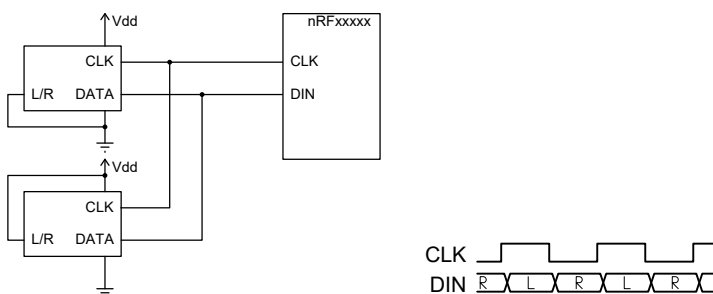 Vdd
nRFxxxxx
CLK
CLK
L/R DATA
DIN
Vdd
CLK
L/R DATA
CLK
DIN R L R L R